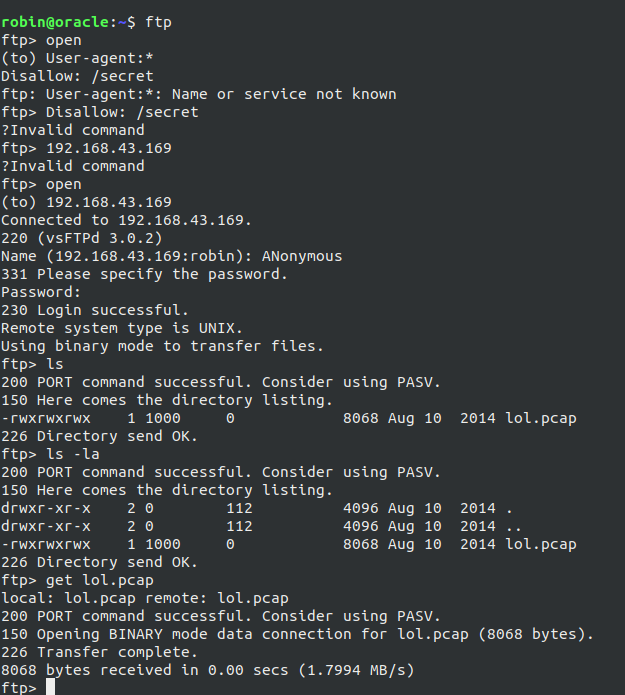 robin@oracle:~$ ftp
ftp> open
(to) User-agent:*
Disallow: /secret
ftp: User-agent:*: Name or service not known
ftp> Disallow: /secret
?Invalid command
ftp> 192.168.43.169
?Invalid command
ftp> open
(to) 192.168.43.169
Connected to 192.168.43.169.
220 (vsFTPd 3.0.2)
Name (192.168.43.169:robin): ANonymous
331 Please specify the password.
Password:
230 Login successful.
Remote system type is UNIX.
Using binary mode to transfer files.
ftp> ls
200 PORT command successful. Consider using PASV.
150 Here comes the directory listing.
-rwxrwxrwx    1 1000     0            8068 Aug 10  2014 lol.pcap
226 Directory send OK.
ftp> ls -la
200 PORT command successful. Consider using PASV.
150 Here comes the directory listing.
drwxr-xr-x    2 0        112          4096 Aug 10  2014 .
drwxr-xr-x    2 0        112          4096 Aug 10  2014 ..
-rwxrwxrwx    1 1000     0            8068 Aug 10  2014 lol.pcap
226 Directory send OK.
ftp> get lol.pcap
local: lol.pcap remote: lol.pcap
200 PORT command successful. Consider using PASV.
150 Opening BINARY mode data connection for lol.pcap (8068 bytes).
226 Transfer complete.
8068 bytes received in 0.00 secs (1.7994 MB/s)
ftp>